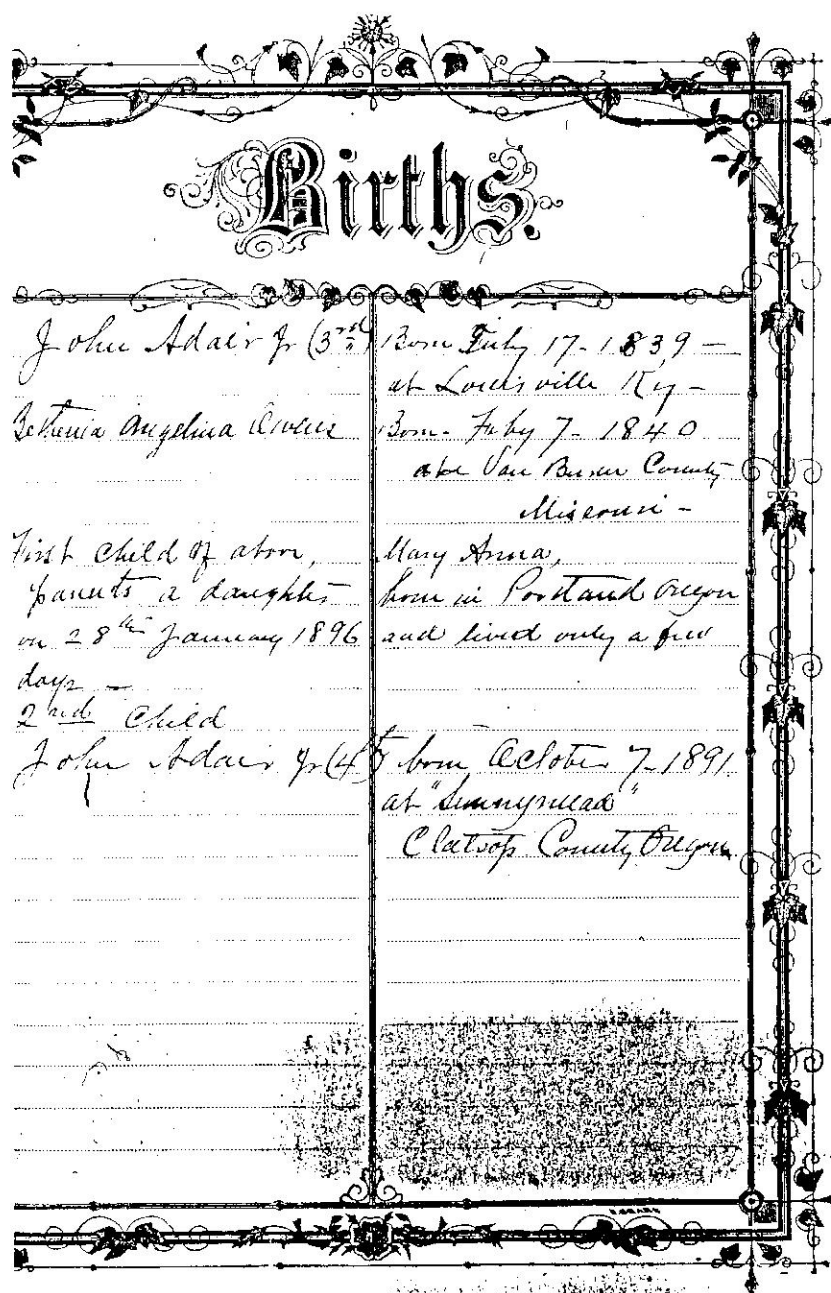 Births.
John Adair Jr (3rd) Born July 17 - 1839 -
at Louisville Ky -
Bethenia Angelina Owens Born - Feby 7 - 1840
Van Buren County
Missouri -
First Child of above, Mary Anna,
parents a daughter born in Portland Oregon
on 28th January 1896 and lived only a few
days -
2nd Child
John Adair Jr (4th) born October 7 - 1891
at "Sunnymead"
Clatsop County Oregon